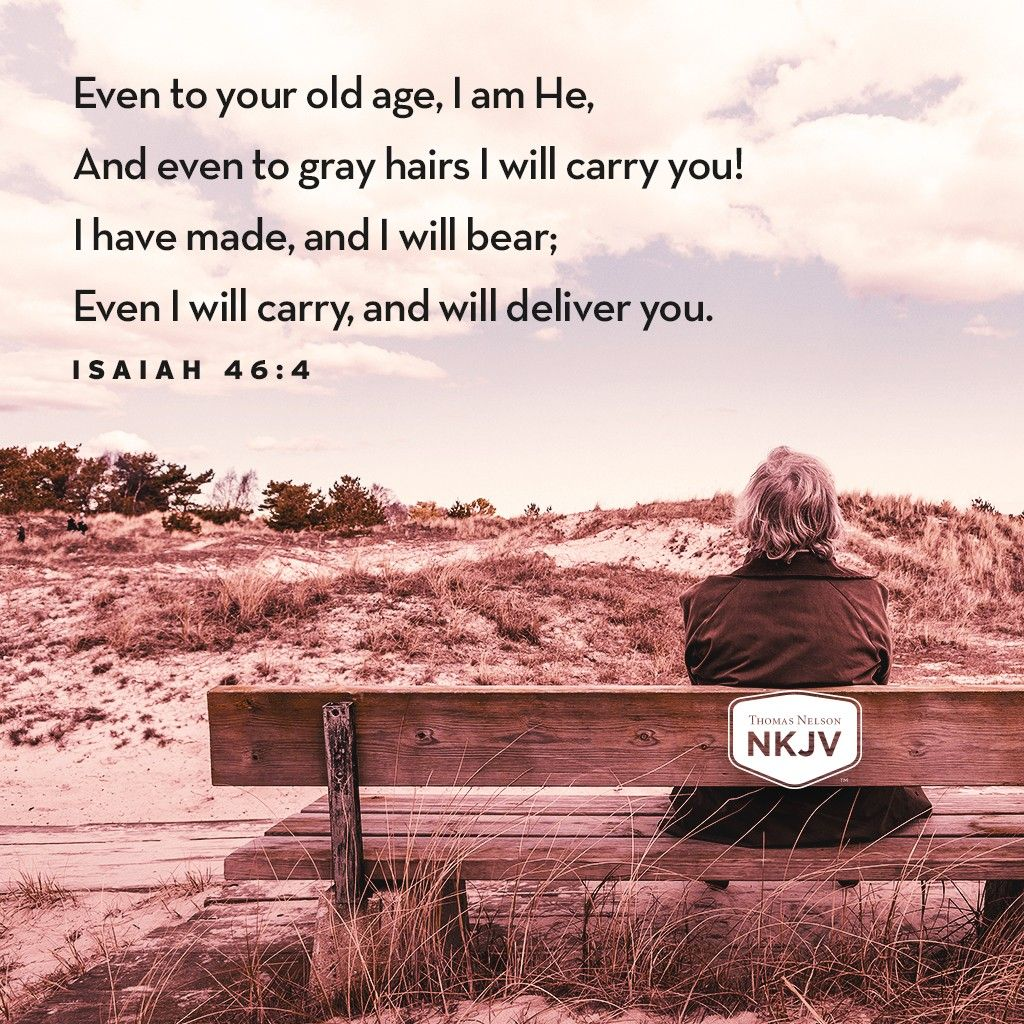 Even to your old age, I am He,
And even to gray hairs I will carry you!
I have made, and I will bear;
Even I will carry, and will deliver you.
ISAIAH 46:4
THOMAS NELSON
NKJV
™